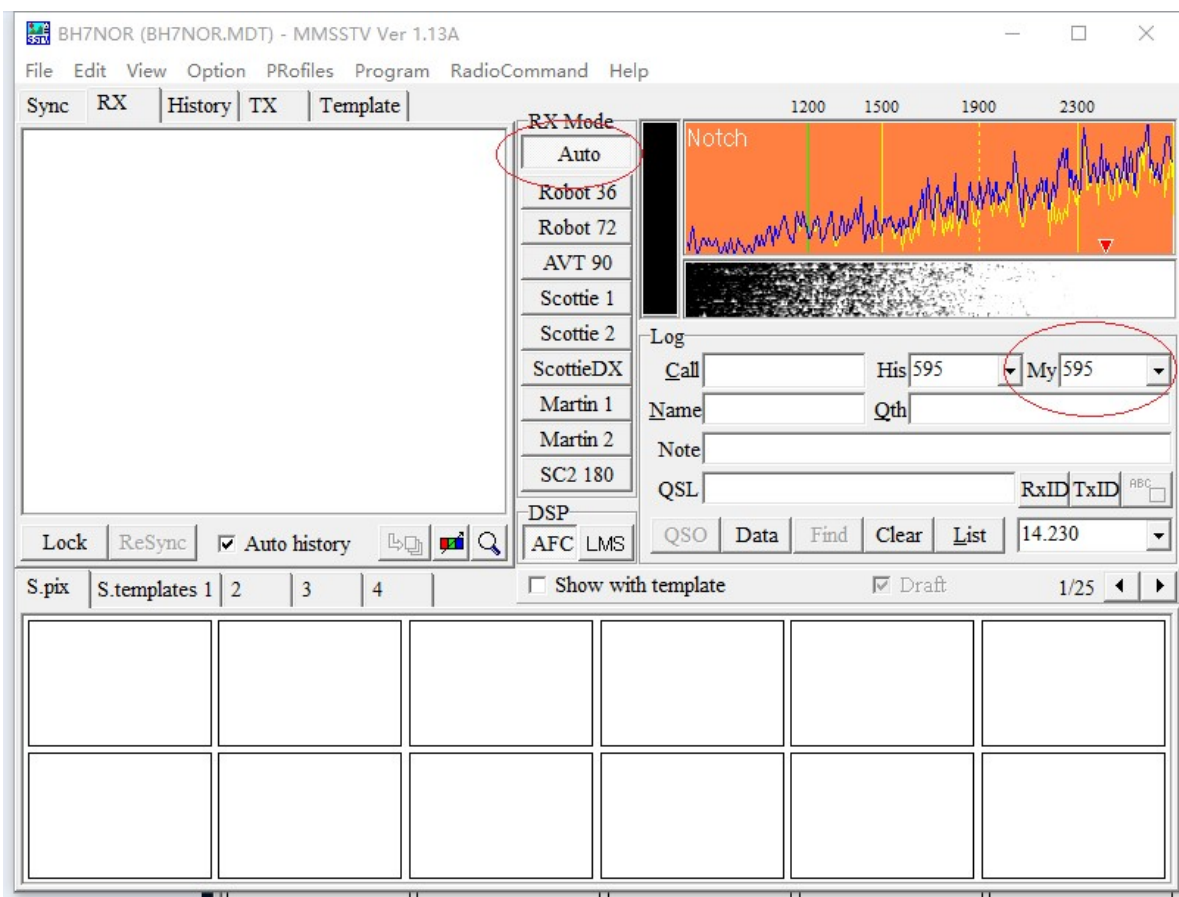 BH7NOR (BH7NOR.MDT) - MMSSTV Ver 1.13A
File Edit View Option PRofiles Program RadioCommand Help
Sync RX History TX Template
RX Mode
Auto
Robot 36
Robot 72
AVT 90
Scottie 1
Scottie 2
ScottieDX
Martin 1
Martin 2
SC2 180
DSP
AFC LMS
1200 1500 1900 2300
Notch
Log
Call His 595 My 595
Name Qth
Note
QSL RxID TxID ABC
QSO Data Find Clear List 14.230
Lock ReSync Auto history
S.pix S.templates 1 2 3 4
Show with template Draft 1/25